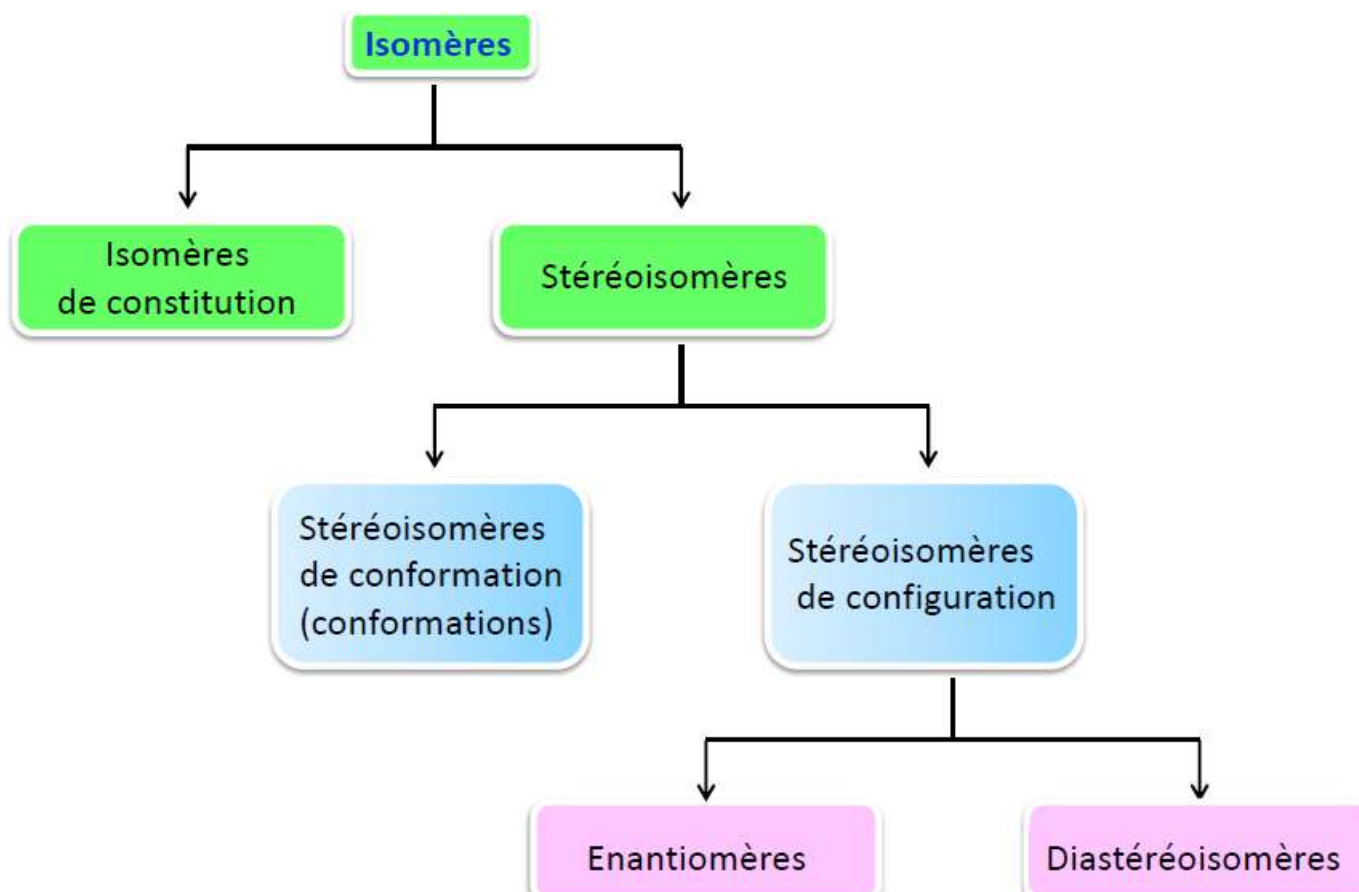 Isomères
Isomères
de constitution
Stéréoisomères
Stéréoisomères
de conformation
(conformations)
Stéréoisomères
de configuration
Enantiomères
Diastéréoisomères